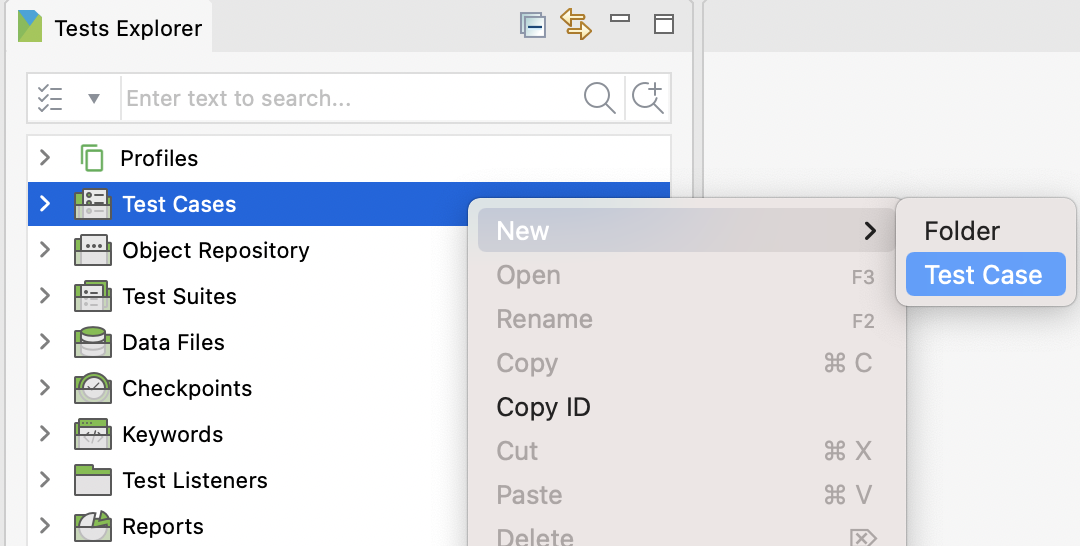 Tests Explorer
Enter text to search...
Profiles
Test Cases
Object Repository
Test Suites
Data Files
Checkpoints
Keywords
Test Listeners
Reports
New
Open F3
Rename F2
Copy ⌘ C
Copy ID
Cut ⌘ X
Paste ⌘ V
Delete ⌦
Folder
Test Case